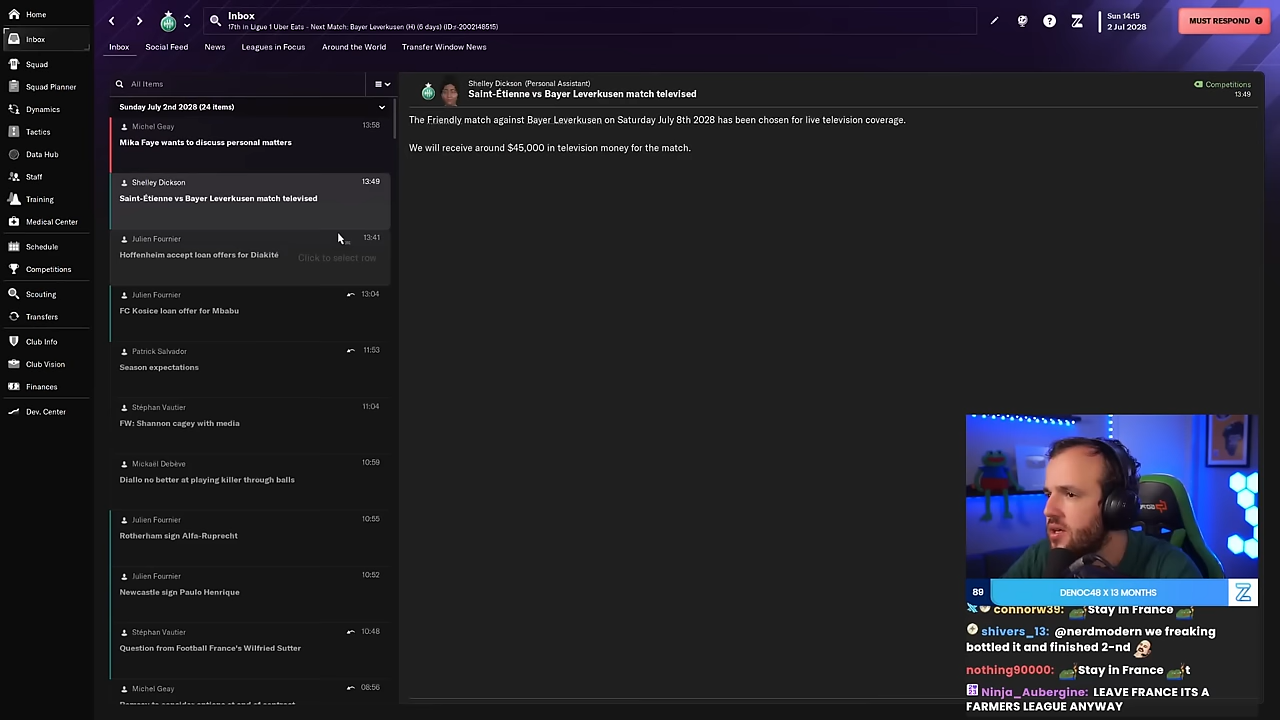 Home
Inbox
Squad
Squad Planner
Dynamics
Tactics
Data Hub
Staff
Training
Medical Center
Schedule
Competitions
Scouting
Transfers
Club Info
Club Vision
Finances
Dev. Center
Inbox
17th in Ligue 1 Uber Eats - Next Match: Bayer Leverkusen (H) (6 days) (ID:r-2002148515)
Sun 14:15
2 Jul 2028
MUST RESPOND
Inbox
Social Feed
News
Leagues in Focus
Around the World
Transfer Window News
All Items
Sunday July 2nd 2028 (24 items)
Michel Geay 13:58
Mika Faye wants to discuss personal matters
Shelley Dickson 13:49
Saint-Étienne vs Bayer Leverkusen match televised
Julien Fournier 13:41
Hoffenheim accept loan offers for Diakité
Click to select row
Julien Fournier 13:04
FC Kosice loan offer for Mbabu
Patrick Salvador 11:53
Season expectations
Stéphan Vautier 11:04
FW: Shannon cagey with media
Mickaël Debève 10:59
Diallo no better at playing killer through balls
Julien Fournier 10:55
Rotherham sign Alfa-Ruprecht
Julien Fournier 10:52
Newcastle sign Paulo Henrique
Stéphan Vautier 10:48
Question from Football France's Wilfried Sutter
Michel Geay 08:56
Shelley Dickson (Personal Assistant)
Saint-Étienne vs Bayer Leverkusen match televised
Competitions
13:49
The Friendly match against Bayer Leverkusen on Saturday July 8th 2028 has been chosen for live television coverage.
We will receive around $45,000 in television money for the match.
89
DENOC48 X 13 MONTHS
Z
connorw39: Stay in France
shivers_13: @nerdmodern we freaking
bottled it and finished 2-nd
nothing90000: Stay in France t
Ninja_Aubergine: LEAVE FRANCE ITS A
FARMERS LEAGUE ANYWAY